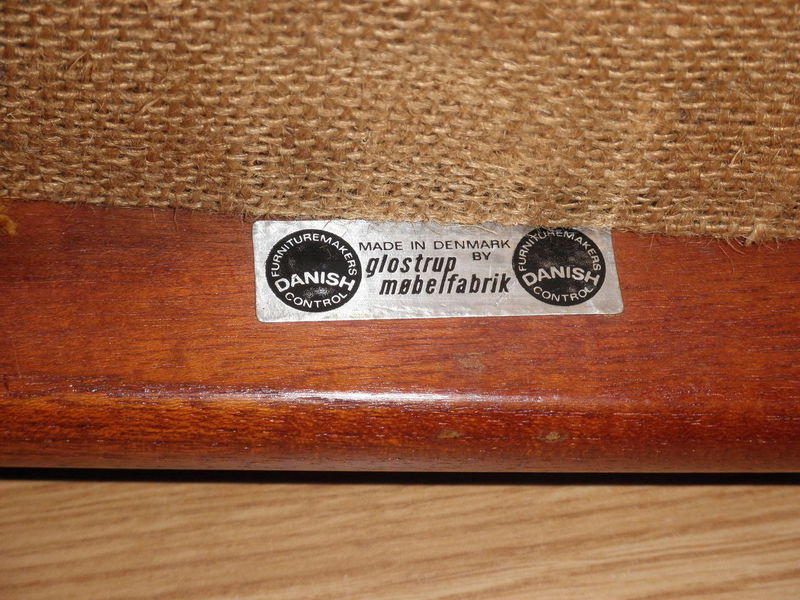 FURNITUREMAKERS
DANISH
CONTROL
MADE IN DENMARK
BY
glostrup
møbelfabrik
FURNITUREMAKERS
DANISH
CONTROL